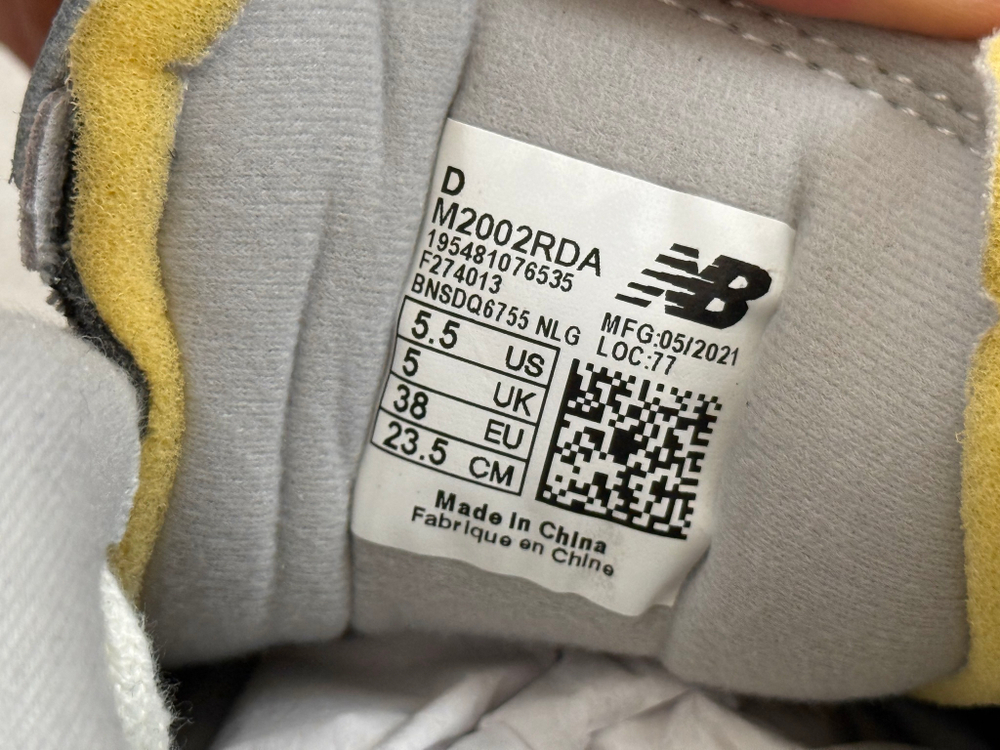 D
M2002RDA
195481076535
F274013
BNSDQ6755 NLG
NB
MFG:05/2021
LOC:77
5.5 US
5 UK
38 EU
23.5 CM
Made In China
Fabrique en Chine